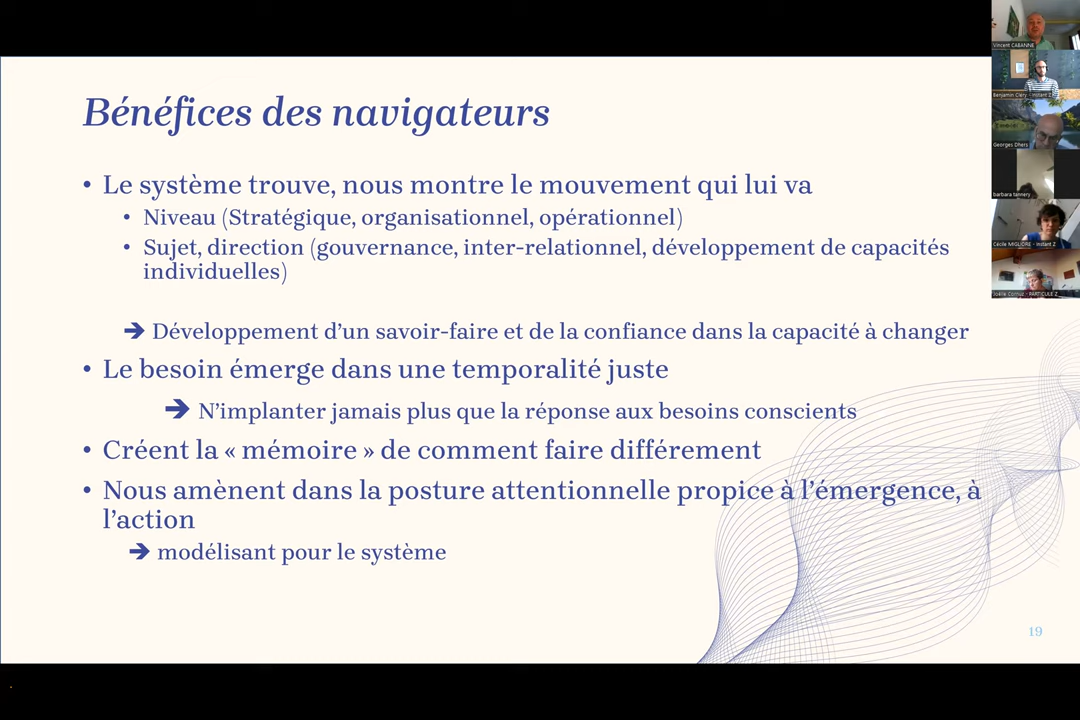 Bénéfices des navigateurs
• Le système trouve, nous montre le mouvement qui lui va
• Niveau (Stratégique, organisationnel, opérationnel)
• Sujet, direction (gouvernance, inter-relationnel, développement de capacités
individuelles)
➔ Développement d’un savoir-faire et de la confiance dans la capacité à changer
• Le besoin émerge dans une temporalité juste
➔ N’implanter jamais plus que la réponse aux besoins conscients
• Créent la « mémoire » de comment faire différement
• Nous amènent dans la posture attentionnelle propice à l’émergence, à
l’action
➔ modélisant pour le système
19
Vincent CABANNE
Benjamin Cléry - Instant Z
Georges Dhers
barbara tannery
Cécile MIGLIORE - Instant Z
Joëlle Cornuz - PARTICULE Z